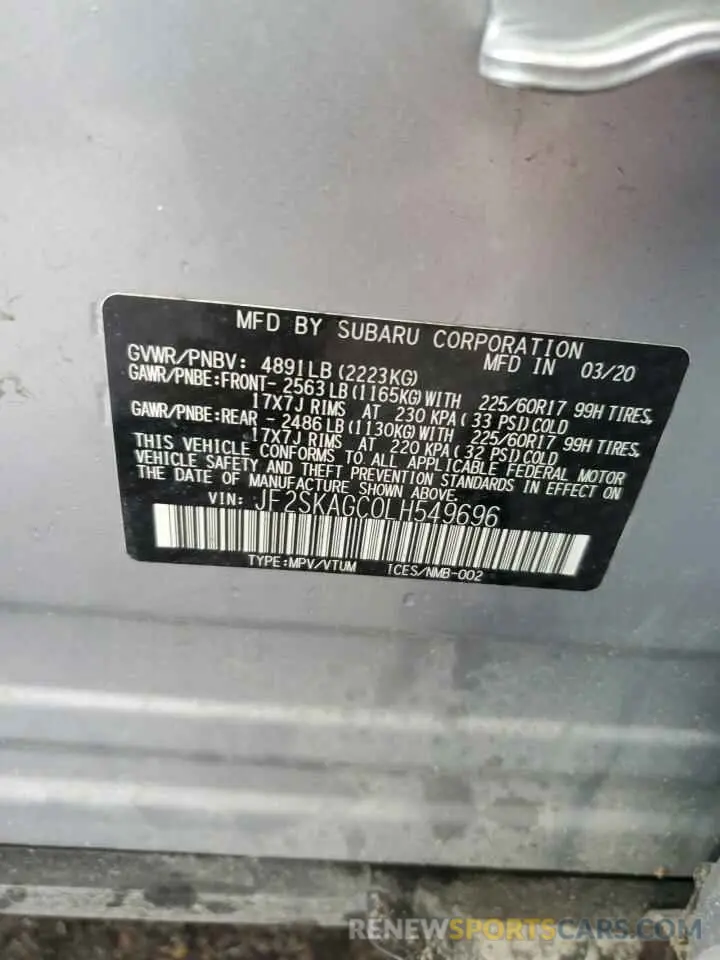 MFD BY SUBARU CORPORATION
GVWR/PNBV: 4891LB(2223KG) MFD IN 03/20
GAWR/PNBE:FRONT- 2563LB(1165KG)WITH 225/60R17 99H TIRES,
17X7J RIMS AT 230 KPA(33 PSI)COLD
GAWR/PNBE:REAR - 2486LB(1130KG)WITH 225/60R17 99H TIRES,
17X7J RIMS AT 220 KPA(32 PSI)COLD
THIS VEHICLE CONFORMS TO ALL APPLICABLE FEDERAL MOTOR
VEHICLE SAFETY AND THEFT PREVENTION STANDARDS IN EFFECT ON
THE DATE OF MANUFACTURE SHOWN ABOVE.
VIN: JF2SKAGC0LH549696
TYPE:MPV/VTUM ICES/NMB-002
RENEWSPORTSCARS.COM